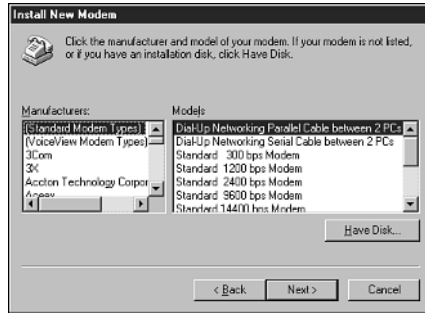 Install New Modem
Click the manufacturer and model of your modem. If your modem is not listed,
or if you have an installation disk, click Have Disk.
Manufacturers:
(Standard Modem Types)
(VoiceView Modem Types)
3Com
3X
Accton Technology Corpor
Models
Dial-Up Networking Parallel Cable between 2 PCs
Dial-Up Networking Serial Cable between 2 PCs
Standard 300 bps Modem
Standard 1200 bps Modem
Standard 2400 bps Modem
Standard 9600 bps Modem
Standard 14400 bps Modem
Have Disk...
< Back
Next >
Cancel